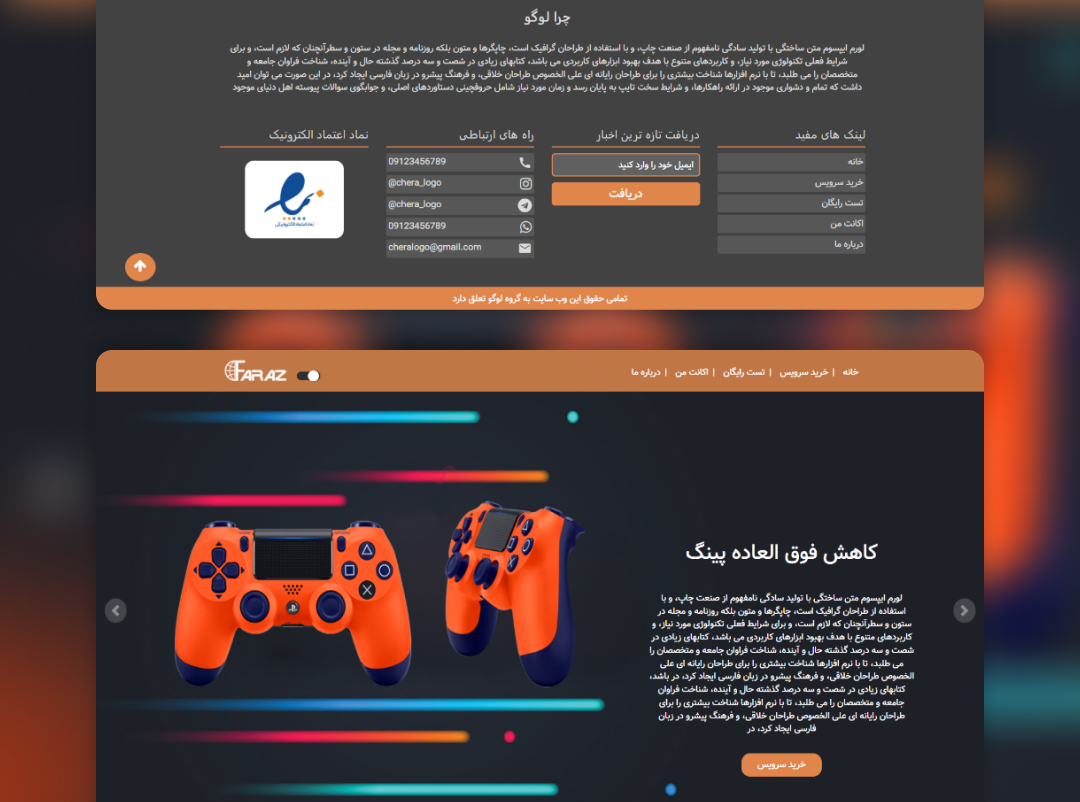 چرا لوگو
لورم ایپسوم متن ساختگی با تولید سادگی نامفهوم از صنعت چاپ، و با استفاده از طراحان گرافیک است، چاپگرها و متون بلکه روزنامه و مجله در ستون و سطرآنچنان که لازم است، و برای
شرایط فعلی تکنولوژی مورد نیاز، و کاربردهای متنوع با هدف بهبود ابزارهای کاربردی می باشد، کتابهای زیادی در شصت و سه درصد گذشته حال و آینده، شناخت فراوان جامعه و
متخصصان را می طلبد، تا با نرم افزارها شناخت بیشتری را برای طراحان رایانه ای علی الخصوص طراحان خلاقی، و فرهنگ پیشرو در زبان فارسی ایجاد کرد، در این صورت می توان امید
داشت که تمام و دشواری موجود در ارائه راهکارها، و شرایط سخت تایپ به پایان رسد و زمان مورد نیاز شامل حروفچینی دستاوردهای اصلی، و جوابگوی سوالات پیوسته اهل دنیای موجود
لینک های مفید
خانه
خرید سرویس
تست رایگان
اکانت من
درباره ما
دریافت تازه ترین اخبار
ایمیل خود را وارد کنید
دریافت
راه های ارتباطی
09123456789
@chera_logo
@chera_logo
09123456789
cheralogo@gmail.com
نماد اعتماد الکترونیک
نماد اعتماد الکترونیکی
تمامی حقوق این وب سایت به گروه لوگو تعلق دارد
خانه | خرید سرویس | تست رایگان | اکانت من | درباره ما
FARAZ
کاهش فوق العاده پینگ
لورم ایپسوم متن ساختگی با تولید سادگی نامفهوم از صنعت چاپ، و با
استفاده از طراحان گرافیک است، چاپگرها و متون بلکه روزنامه و مجله در
ستون و سطرآنچنان که لازم است، و برای شرایط فعلی تکنولوژی مورد نیاز، و
کاربردهای متنوع با هدف بهبود ابزارهای کاربردی می باشد، کتابهای زیادی در
شصت و سه درصد گذشته حال و آینده، شناخت فراوان جامعه و متخصصان را
می طلبد، تا با نرم افزارها شناخت بیشتری را برای طراحان رایانه ای علی
الخصوص طراحان خلاقی، و فرهنگ پیشرو در زبان فارسی ایجاد کرد، در باشد،
کتابهای زیادی در شصت و سه درصد گذشته حال و آینده، شناخت فراوان
جامعه و متخصصان را می طلبد، تا با نرم افزارها شناخت بیشتری را برای
طراحان رایانه ای علی الخصوص طراحان خلاقی، و فرهنگ پیشرو در زبان
فارسی ایجاد کرد، در
خرید سرویس